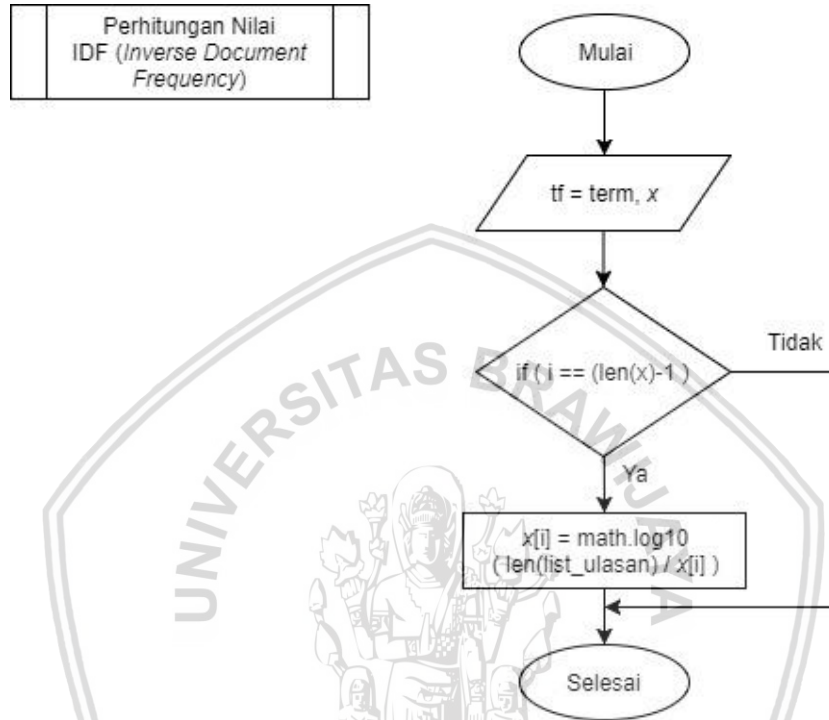 Perhitungan Nilai
IDF (Inverse Document
Frequency)
Mulai
tf = term, x
if ( i == (len(x)-1 )
Tidak
Ya
x[i] = math.log10
( len(list_ulasan) / x[i] )
Selesai
UNIVERSITAS BRAWIJAYA